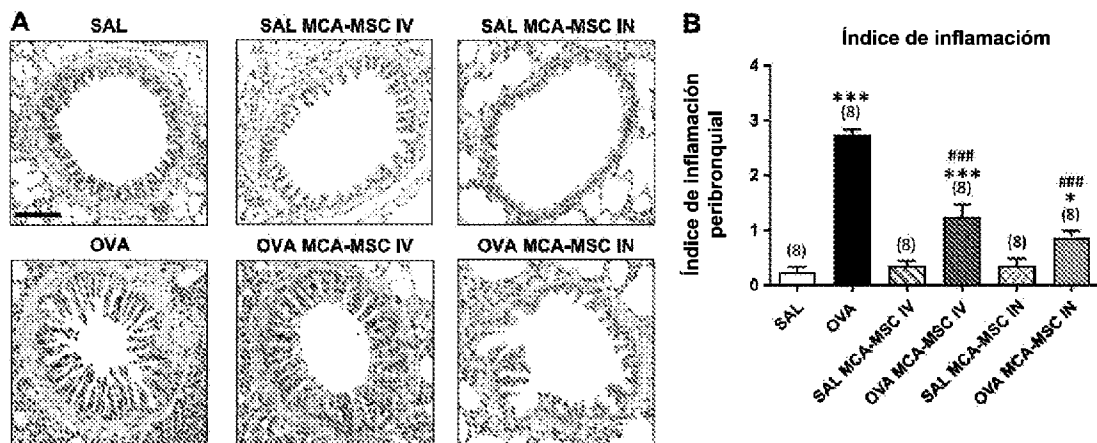 A
SAL
SAL MCA-MSC IV
SAL MCA-MSC IN
OVA
OVA MCA-MSC IV
OVA MCA-MSC IN
B
Índice de inflamacióm
Índice de inflamación
peribronquial
4
3
2
1
0
(8)
***
(8)
(8)
###
***
(8)
(8)
###
*
(8)
SAL
OVA
SAL MCA-MSC IV
OVA MCA-MSC IV
SAL MCA-MSC IN
OVA MCA-MSC IN